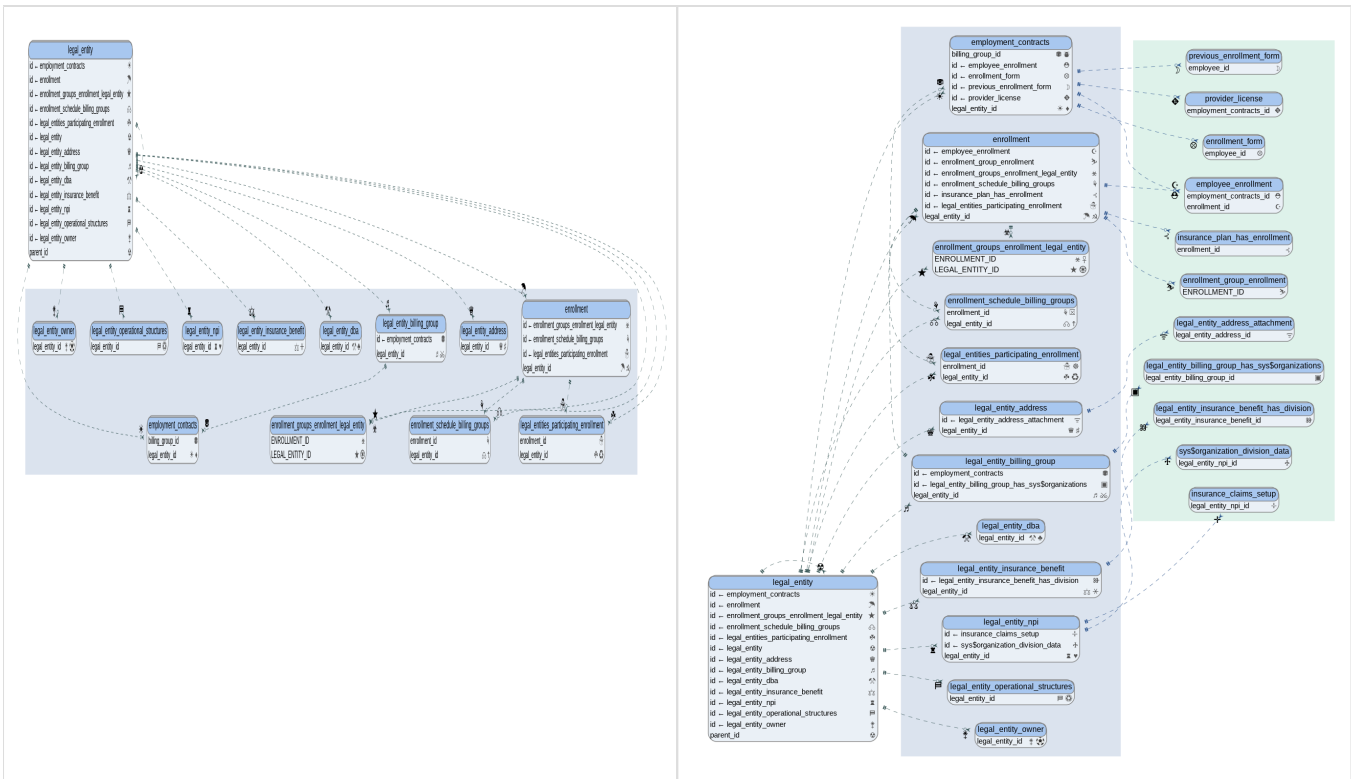 legal_entity
id ← employment_contracts
id ← enrollment
id ← enrollment_groups_enrollment_legal_entity
id ← enrollment_schedule_billing_groups
id ← legal_entities_participating_enrollment
id ← legal_entity
id ← legal_entity_address
id ← legal_entity_billing_group
id ← legal_entity_dba
id ← legal_entity_insurance_benefit
id ← legal_entity_npi
id ← legal_entity_operational_structures
id ← legal_entity_owner
parent_id
legal_entity_owner
legal_entity_id
legal_entity_operational_structures
legal_entity_id
legal_entity_npi
legal_entity_id
legal_entity_insurance_benefit
legal_entity_id
legal_entity_dba
legal_entity_id
legal_entity_billing_group
id ← employment_contracts
legal_entity_id
legal_entity_address
legal_entity_id
enrollment
id ← enrollment_groups_enrollment_legal_entity
id ← enrollment_schedule_billing_groups
id ← legal_entities_participating_enrollment
legal_entity_id
employment_contracts
billing_group_id
legal_entity_id
enrollment_groups_enrollment_legal_entity
ENROLLMENT_ID
LEGAL_ENTITY_ID
enrollment_schedule_billing_groups
enrollment_id
legal_entity_id
legal_entities_participating_enrollment
enrollment_id
legal_entity_id
employment_contracts
billing_group_id
id ← employee_enrollment
id ← enrollment_form
id ← previous_enrollment_form
id ← provider_license
legal_entity_id
enrollment
id ← employee_enrollment
id ← enrollment_group_enrollment
id ← enrollment_groups_enrollment_legal_entity
id ← enrollment_schedule_billing_groups
id ← insurance_plan_has_enrollment
id ← legal_entities_participating_enrollment
legal_entity_id
enrollment_groups_enrollment_legal_entity
ENROLLMENT_ID
LEGAL_ENTITY_ID
enrollment_schedule_billing_groups
enrollment_id
legal_entity_id
legal_entities_participating_enrollment
enrollment_id
legal_entity_id
legal_entity_address
id ← legal_entity_address_attachment
legal_entity_id
legal_entity_billing_group
id ← employment_contracts
id ← legal_entity_billing_group_has_sys$organizations
legal_entity_id
legal_entity_dba
legal_entity_id
legal_entity_insurance_benefit
id ← legal_entity_insurance_benefit_has_division
legal_entity_id
legal_entity_npi
id ← insurance_claims_setup
id ← sys$organization_division_data
legal_entity_id
legal_entity_operational_structures
legal_entity_id
legal_entity_owner
legal_entity_id
legal_entity
id ← employment_contracts
id ← enrollment
id ← enrollment_groups_enrollment_legal_entity
id ← enrollment_schedule_billing_groups
id ← legal_entities_participating_enrollment
id ← legal_entity
id ← legal_entity_address
id ← legal_entity_billing_group
id ← legal_entity_dba
id ← legal_entity_insurance_benefit
id ← legal_entity_npi
id ← legal_entity_operational_structures
id ← legal_entity_owner
parent_id
previous_enrollment_form
employee_id
provider_license
employment_contracts_id
enrollment_form
employee_id
employee_enrollment
employment_contracts_id
enrollment_id
insurance_plan_has_enrollment
enrollment_id
enrollment_group_enrollment
ENROLLMENT_ID
legal_entity_address_attachment
legal_entity_address_id
legal_entity_billing_group_has_sys$organizations
legal_entity_billing_group_id
legal_entity_insurance_benefit_has_division
legal_entity_insurance_benefit_id
sys$organization_division_data
legal_entity_npi_id
insurance_claims_setup
legal_entity_npi_id